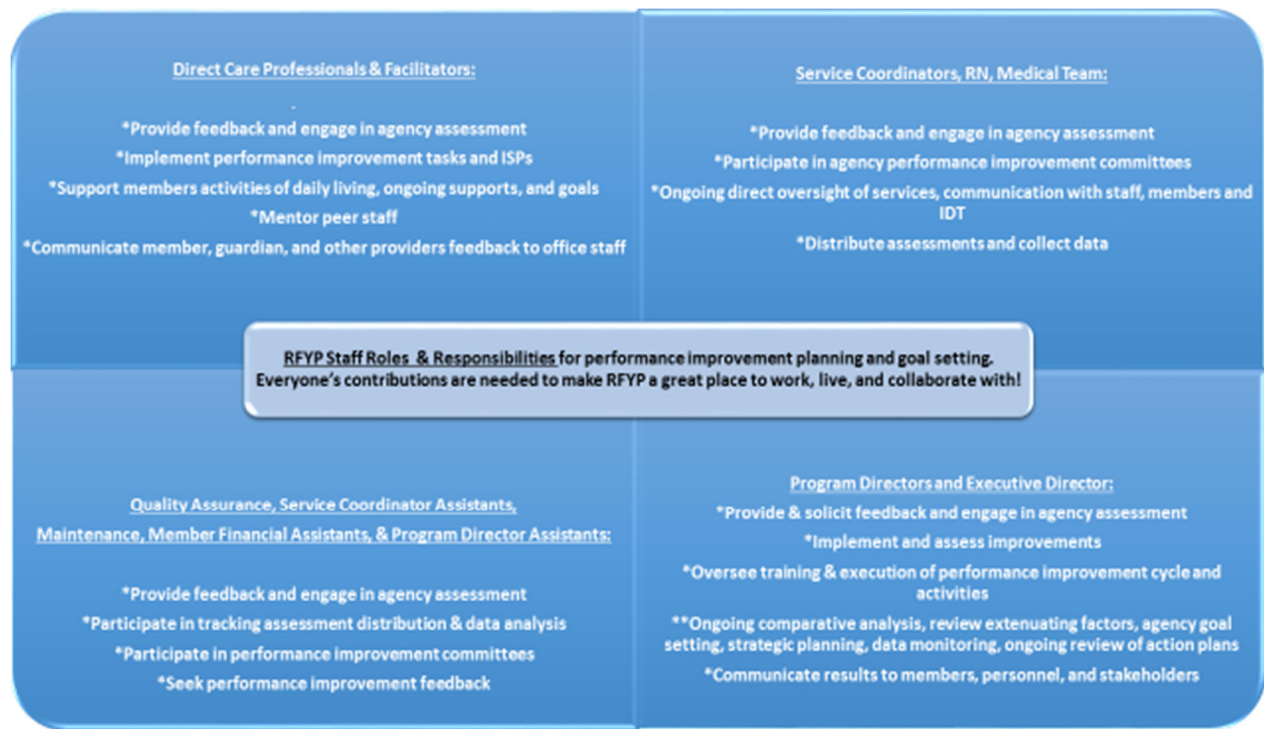 Direct Care Professionals & Facilitators:
.
*Provide feedback and engage in agency assessment
*Implement performance improvement tasks and ISPs
*Support members activities of daily living, ongoing supports, and goals
*Mentor peer staff
*Communicate member, guardian, and other providers feedback to office staff
Service Coordinators, RN, Medical Team:
*Provide feedback and engage in agency assessment
*Participate in agency performance improvement committees
*Ongoing direct oversight of services, communication with staff, members and
IDT
*Distribute assessments and collect data
RFYP Staff Roles & Responsibilities for performance improvement planning and goal setting.
Everyone's contributions are needed to make RFYP a great place to work, live, and collaborate with!
Quality Assurance, Service Coordinator Assistants,
Maintenance, Member Financial Assistants, & Program Director Assistants:
*Provide feedback and engage in agency assessment
*Participate in tracking assessment distribution & data analysis
*Participate in performance improvement committees
*Seek performance improvement feedback
Program Directors and Executive Director:
*Provide & solicit feedback and engage in agency assessment
*Implement and assess improvements
*Oversee training & execution of performance improvement cycle and
activities
**Ongoing comparative analysis, review extenuating factors, agency goal
setting, strategic planning, data monitoring, ongoing review of action plans
*Communicate results to members, personnel, and stakeholders